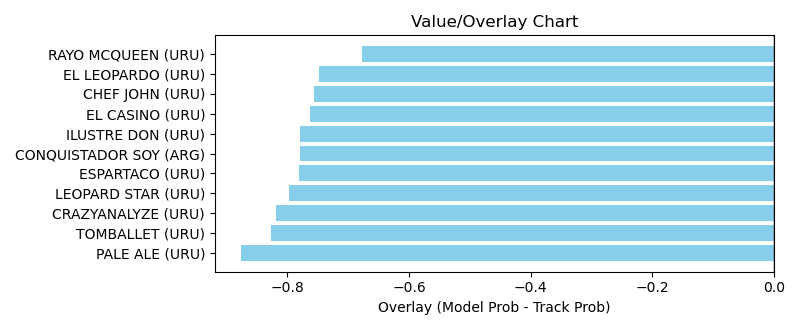 Value/Overlay Chart
RAYO MCQUEEN (URU)
EL LEOPARDO (URU)
CHEF JOHN (URU)
EL CASINO (URU)
ILUSTRE DON (URU)
CONQUISTADOR SOY (ARG)
ESPARTACO (URU)
LEOPARD STAR (URU)
CRAZYANALYZE (URU)
TOMBALLET (URU)
PALE ALE (URU)
−0.8 −0.6 −0.4 −0.2 0.0
Overlay (Model Prob - Track Prob)